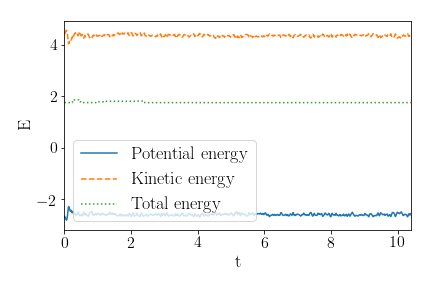 4
2
0
−2
E
Potential energy
Kinetic energy
Total energy
0 2 4 6 8 10
t